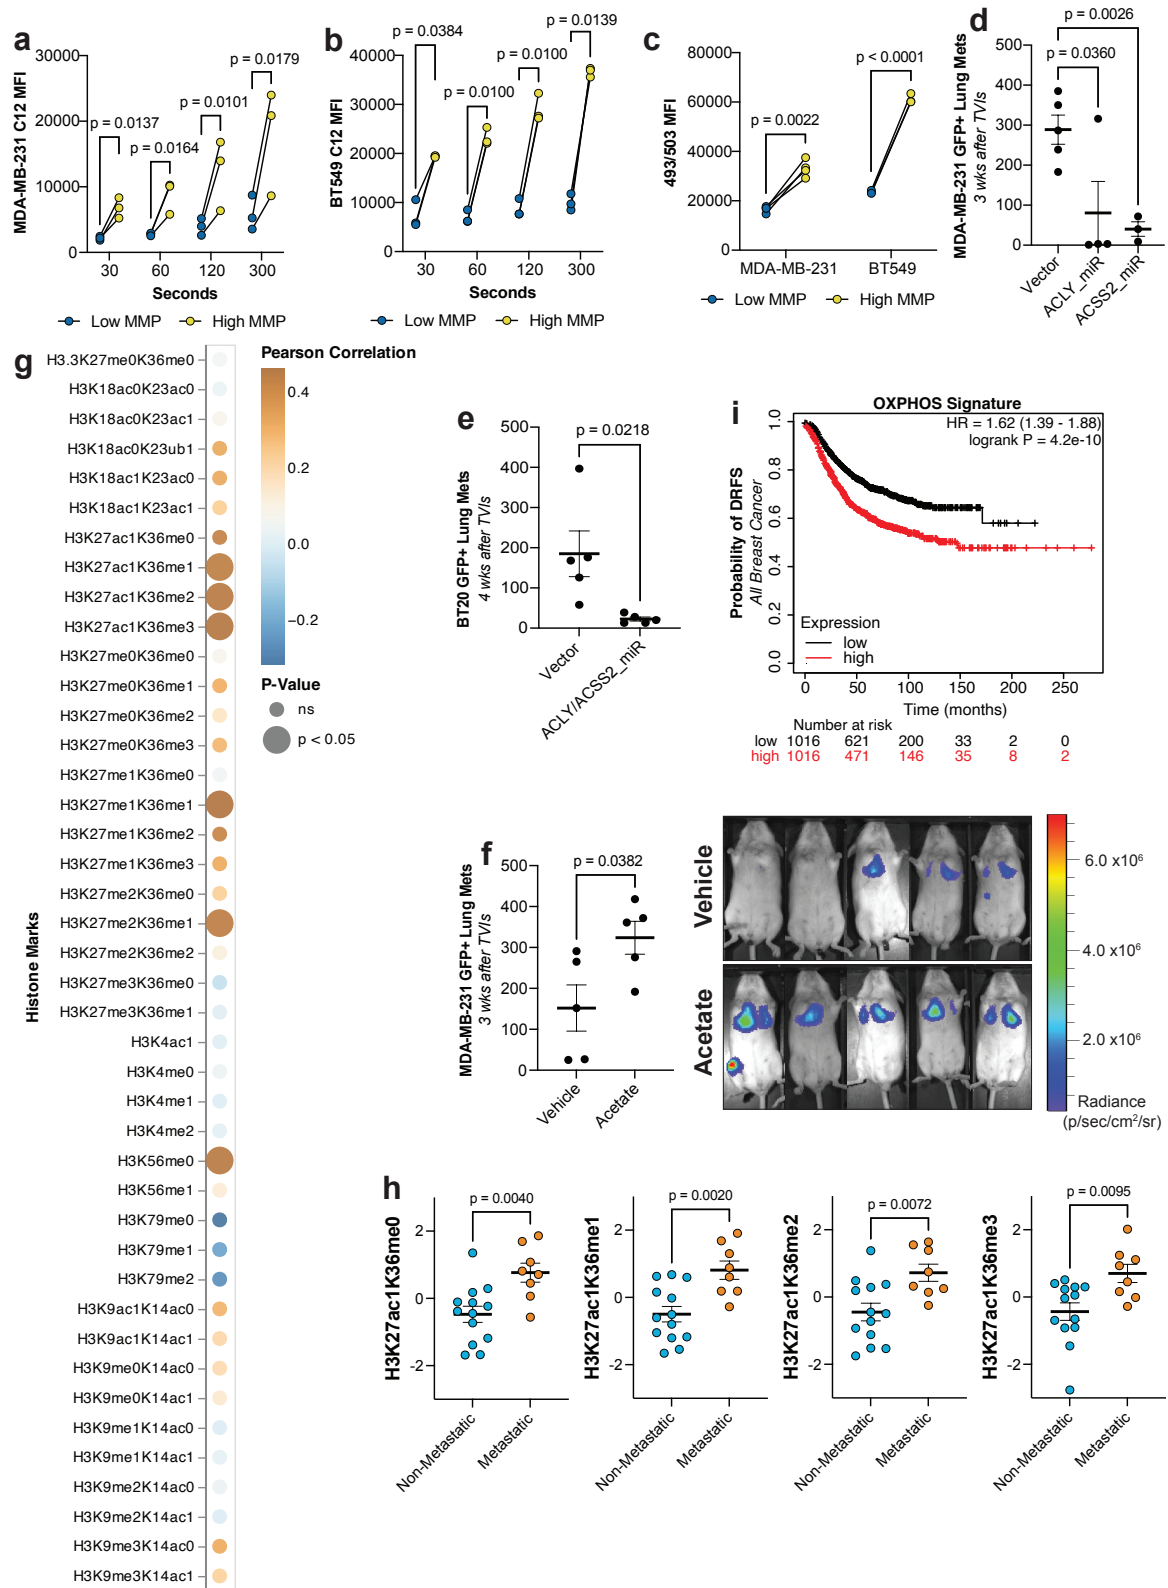 a
MDA-MB-231 C12 MFI
30000
20000
10000
0
p = 0.0137
p = 0.0164
p = 0.0101
p = 0.0179
30
60
120
300
Seconds
Low MMP
High MMP
b
BT549 C12 MFI
40000
30000
20000
10000
0
p = 0.0384
p = 0.0100
p = 0.0100
p = 0.0139
30
60
120
300
Seconds
Low MMP
High MMP
c
493/503 MFI
80000
60000
40000
20000
0
p = 0.0022
p < 0.0001
MDA-MB-231
BT549
Low MMP
High MMP
d
MDA-MB-231 GFP+ Lung Mets
3 wks after TVIs
500
400
300
200
100
0
p = 0.0026
p = 0.0360
Vector
ACLY_miR
ACSS2_miR
g
Histone Marks
H3.3K27me0K36me0
H3K18ac0K23ac0
H3K18ac0K23ac1
H3K18ac0K23ub1
H3K18ac1K23ac0
H3K18ac1K23ac1
H3K27ac1K36me0
H3K27ac1K36me1
H3K27ac1K36me2
H3K27ac1K36me3
H3K27me0K36me0
H3K27me0K36me1
H3K27me0K36me2
H3K27me0K36me3
H3K27me1K36me0
H3K27me1K36me1
H3K27me1K36me2
H3K27me1K36me3
H3K27me2K36me0
H3K27me2K36me1
H3K27me2K36me2
H3K27me3K36me0
H3K27me3K36me1
H3K4ac1
H3K4me0
H3K4me1
H3K4me2
H3K56me0
H3K56me1
H3K79me0
H3K79me1
H3K79me2
H3K9ac1K14ac0
H3K9ac1K14ac1
H3K9me0K14ac0
H3K9me0K14ac1
H3K9me1K14ac0
H3K9me1K14ac1
H3K9me2K14ac0
H3K9me2K14ac1
H3K9me3K14ac0
H3K9me3K14ac1
Pearson Correlation
0.4
0.2
0.0
−0.2
P-Value
ns
p < 0.05
e
BT20 GFP+ Lung Mets
4 wks after TVIs
500
400
300
200
100
0
p = 0.0218
Vector
ACLY/ACSS2_miR
i
OXPHOS Signature
HR = 1.62 (1.39 - 1.88)
logrank P = 4.2e-10
Probability of DRFS
All Breast Cancer
1.0
0.8
0.6
0.4
0.2
0.0
Expression
low
high
0 50 100 150 200 250
Time (months)
Number at risk
low 1016 621 200 33 2 0
high 1016 471 146 35 8 2
f
MDA-MB-231 GFP+ Lung Mets
3 wks after TVIs
500
400
300
200
100
0
p = 0.0382
Vehicle
Acetate
Vehicle
Acetate
6.0 x10⁶
4.0 x10⁶
2.0 x10⁶
Radiance
(p/sec/cm²/sr)
h
H3K27ac1K36me0
2
0
-2
p = 0.0040
Non-Metastatic
Metastatic
H3K27ac1K36me1
2
0
-2
p = 0.0020
Non-Metastatic
Metastatic
H3K27ac1K36me2
2
0
-2
p = 0.0072
Non-Metastatic
Metastatic
H3K27ac1K36me3
2
0
-2
p = 0.0095
Non-Metastatic
Metastatic